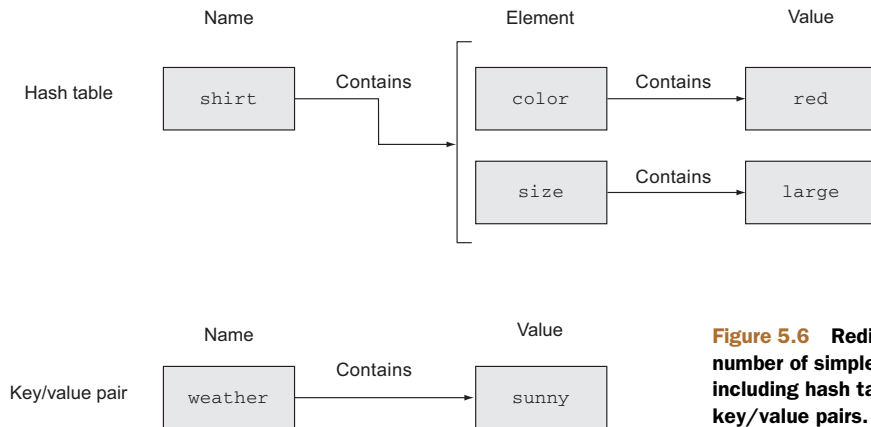 Name Element Value
Hash table shirt Contains color Contains red
size Contains large
Name Value
Key/value pair weather Contains sunny
Figure 5.6 Redi
number of simple
including hash ta
key/value pairs.